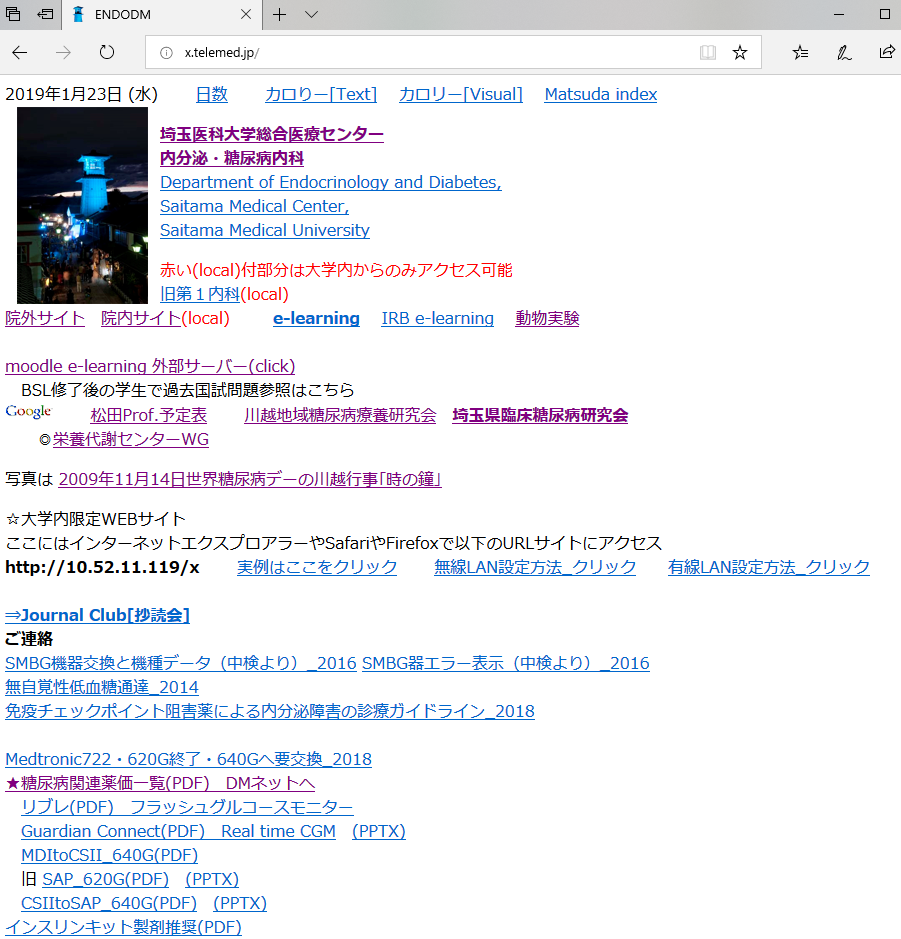 ENDODM
x.telemed.jp/
2019年1月23日 (水) 日数 カロリー[Text] カロリー[Visual] Matsuda index
埼玉医科大学総合医療センター
内分泌・糖尿病内科
Department of Endocrinology and Diabetes,
Saitama Medical Center,
Saitama Medical University
赤い(local)付部分は大学内からのみアクセス可能
旧第１内科(local)
院外サイト 院内サイト(local) e-learning IRB e-learning 動物実験
moodle e-learning 外部サーバー(click)
BSL修了後の学生で過去国試問題参照はこちら
Google 松田Prof.予定表 川越地域糖尿病療養研究会 埼玉県臨床糖尿病研究会
◎栄養代謝センターWG
写真は 2009年11月14日世界糖尿病デーの川越行事｢時の鐘｣
☆大学内限定WEBサイト
ここにはインターネットエクスプロアラーやSafariやFirefoxで以下のURLサイトにアクセス
http://10.52.11.119/x 実例はここをクリック 無線LAN設定方法_クリック 有線LAN設定方法_クリック
⇒Journal Club[抄読会]
ご連絡
SMBG機器交換と機種データ（中検より）_2016 SMBG器エラー表示（中検より）_2016
無自覚性低血糖通達_2014
免疫チェックポイント阻害薬による内分泌障害の診療ガイドライン_2018
Medtronic722・620G終了・640Gへ要交換_2018
★糖尿病関連薬価一覧(PDF) DMネットへ
リブレ(PDF) フラッシュグルコースモニター
Guardian Connect(PDF) Real time CGM (PPTX)
MDItoCSII_640G(PDF)
旧 SAP_620G(PDF) (PPTX)
CSIItoSAP_640G(PDF) (PPTX)
インスリンキット製剤推奨(PDF)